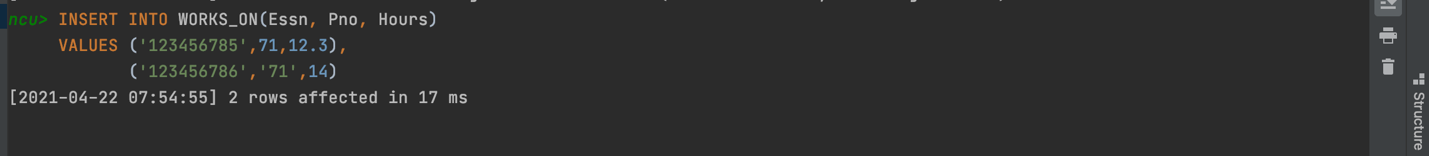 ncu> INSERT INTO WORKS_ON(Essn, Pno, Hours)
VALUES ('123456785',71,12.3),
('123456786','71',14)
[2021-04-22 07:54:55] 2 rows affected in 17 ms
Structure